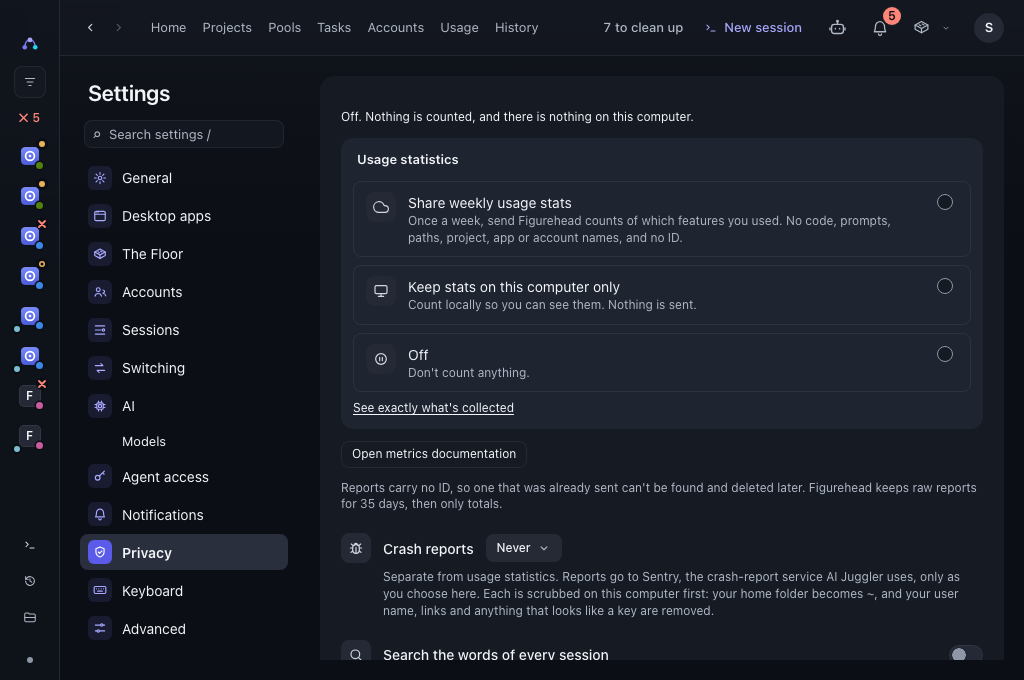 Home Projects Pools Tasks Accounts Usage History 7 to clean up New session 5 S
5
F
F
Settings
Search settings /
General
Desktop apps
The Floor
Accounts
Sessions
Switching
AI
Models
Agent access
Notifications
Privacy
Keyboard
Advanced
Off. Nothing is counted, and there is nothing on this computer.
Usage statistics
Share weekly usage stats
Once a week, send Figurehead counts of which features you used. No code, prompts,
paths, project, app or account names, and no ID.
Keep stats on this computer only
Count locally so you can see them. Nothing is sent.
Off
Don't count anything.
See exactly what's collected
Open metrics documentation
Reports carry no ID, so one that was already sent can't be found and deleted later. Figurehead keeps raw reports
for 35 days, then only totals.
Crash reports Never
Separate from usage statistics. Reports go to Sentry, the crash-report service AI Juggler uses, only as
you choose here. Each is scrubbed on this computer first: your home folder becomes ~, and your user
name, links and anything that looks like a key are removed.
Search the words of every session